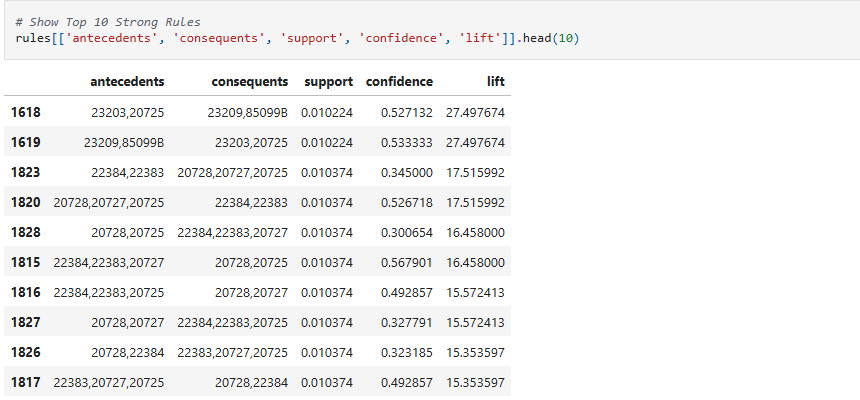 # Show Top 10 Strong Rules
rules[['antecedents', 'consequents', 'support', 'confidence', 'lift']].head(10)
antecedents consequents support confidence lift
1618 23203,20725 23209,85099B 0.010224 0.527132 27.497674
1619 23209,85099B 23203,20725 0.010224 0.533333 27.497674
1823 22384,22383 20728,20727,20725 0.010374 0.345000 17.515992
1820 20728,20727,20725 22384,22383 0.010374 0.526718 17.515992
1828 20728,20725 22384,22383,20727 0.010374 0.300654 16.458000
1815 22384,22383,20727 20728,20725 0.010374 0.567901 16.458000
1816 22384,22383,20725 20728,20727 0.010374 0.492857 15.572413
1827 20728,20727 22384,22383,20725 0.010374 0.327791 15.572413
1826 20728,22384 22383,20727,20725 0.010374 0.323185 15.353597
1817 22383,20727,20725 20728,22384 0.010374 0.492857 15.353597